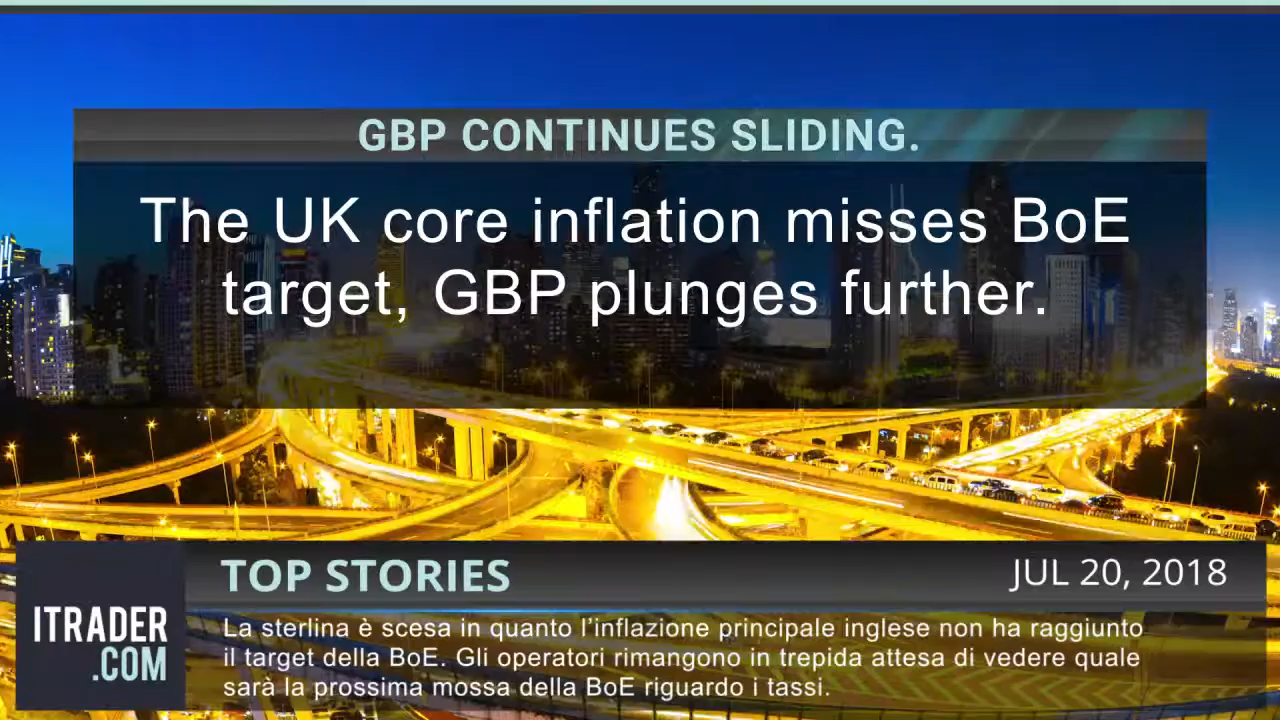 GBP CONTINUES SLIDING.
The UK core inflation misses BoE
target, GBP plunges further.
TOP STORIES
JUL 20, 2018
ITRADER
.COM
La sterlina è scesa in quanto l’inflazione principale inglese non ha raggiunto
il target della BoE. Gli operatori rimangono in trepida attesa di vedere quale
sarà la prossima mossa della BoE riguardo i tassi.